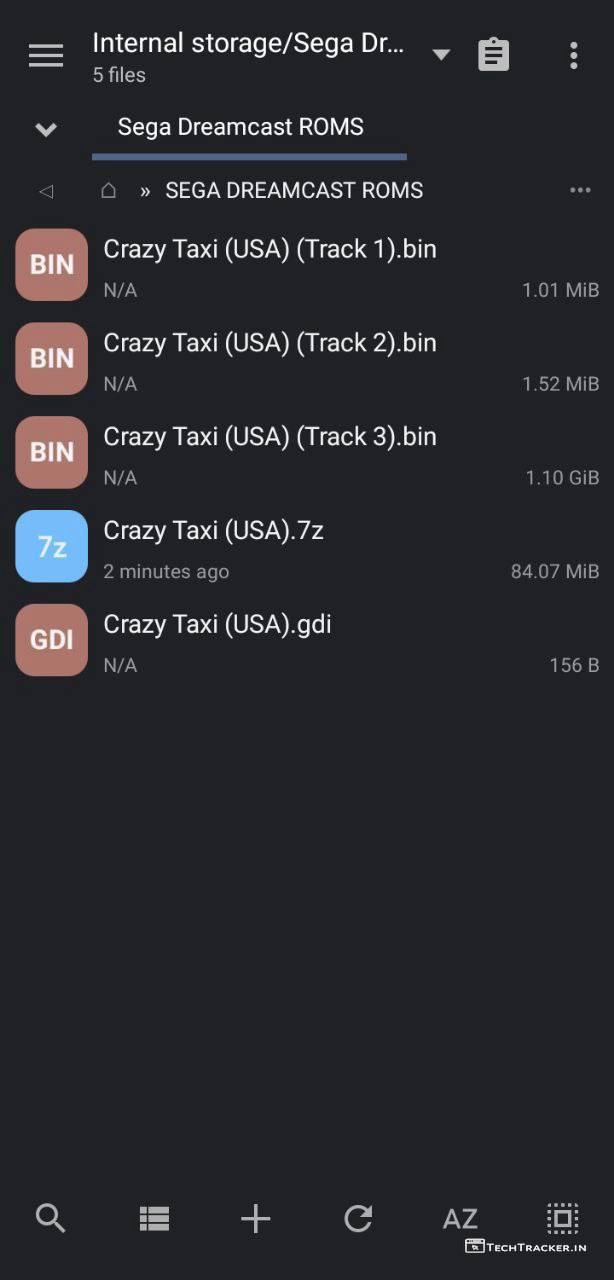 Internal storage/Sega Dr...
5 files
Sega Dreamcast ROMS
» SEGA DREAMCAST ROMS
BIN
Crazy Taxi (USA) (Track 1).bin
N/A 1.01 MiB
BIN
Crazy Taxi (USA) (Track 2).bin
N/A 1.52 MiB
BIN
Crazy Taxi (USA) (Track 3).bin
N/A 1.10 GiB
7z
Crazy Taxi (USA).7z
2 minutes ago 84.07 MiB
GDI
Crazy Taxi (USA).gdi
N/A 156 B
AZ
TECHTRACKER.IN